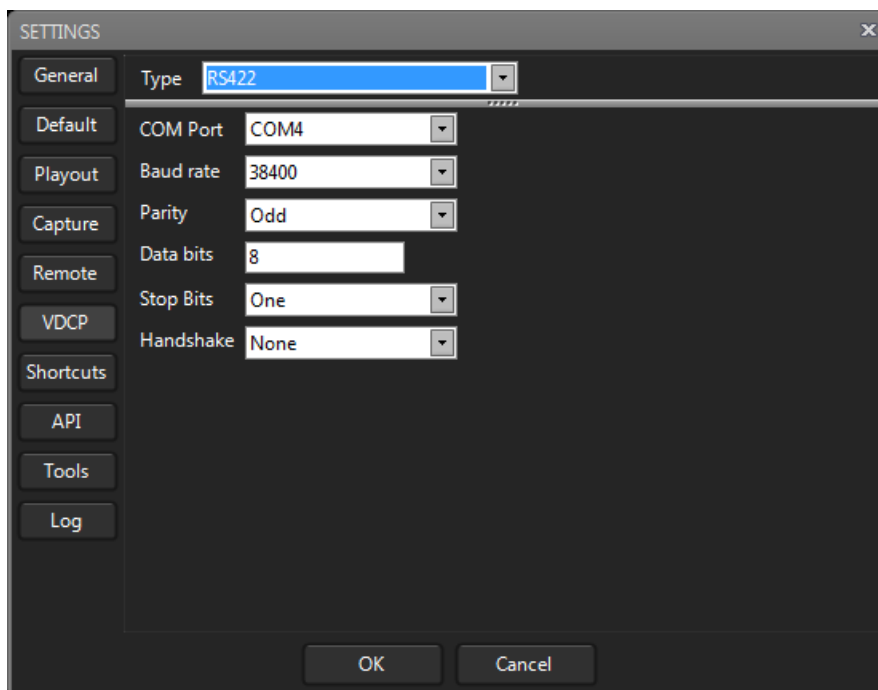 SETTINGS
General
Default
Playout
Capture
Remote
VDCP
Shortcuts
API
Tools
Log
Type RS422
COM Port COM4
Baud rate 38400
Parity Odd
Data bits 8
Stop Bits One
Handshake None
OK Cancel